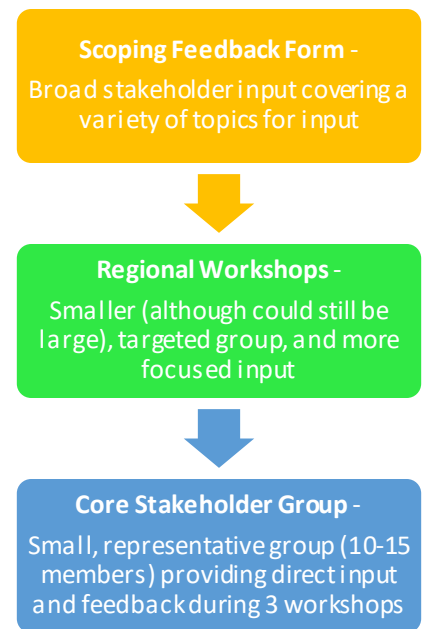 Scoping Feedback Form -
Broad stakeholder input covering a
variety of topics for input
Regional Workshops -
Smaller (although could still be
large), targeted group, and more
focused input
Core Stakeholder Group -
Small, representative group (10-15
members) providing direct input
and feedback during 3 workshops